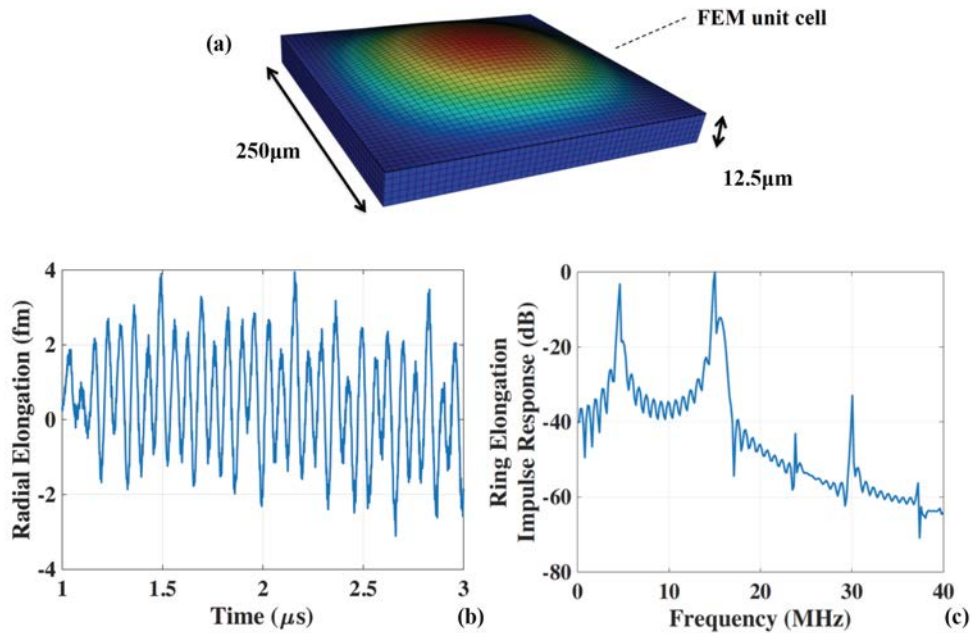 (a)
FEM unit cell
250μm
12.5μm
4
2
0
-2
-4
1
1.5
2
2.5
3
Radial Elongation (fm)
Time (μs)
(b)
0
-20
-40
-60
-80
0
10
20
30
40
Ring Elongation
Impulse Response (dB)
Frequency (MHz)
(c)